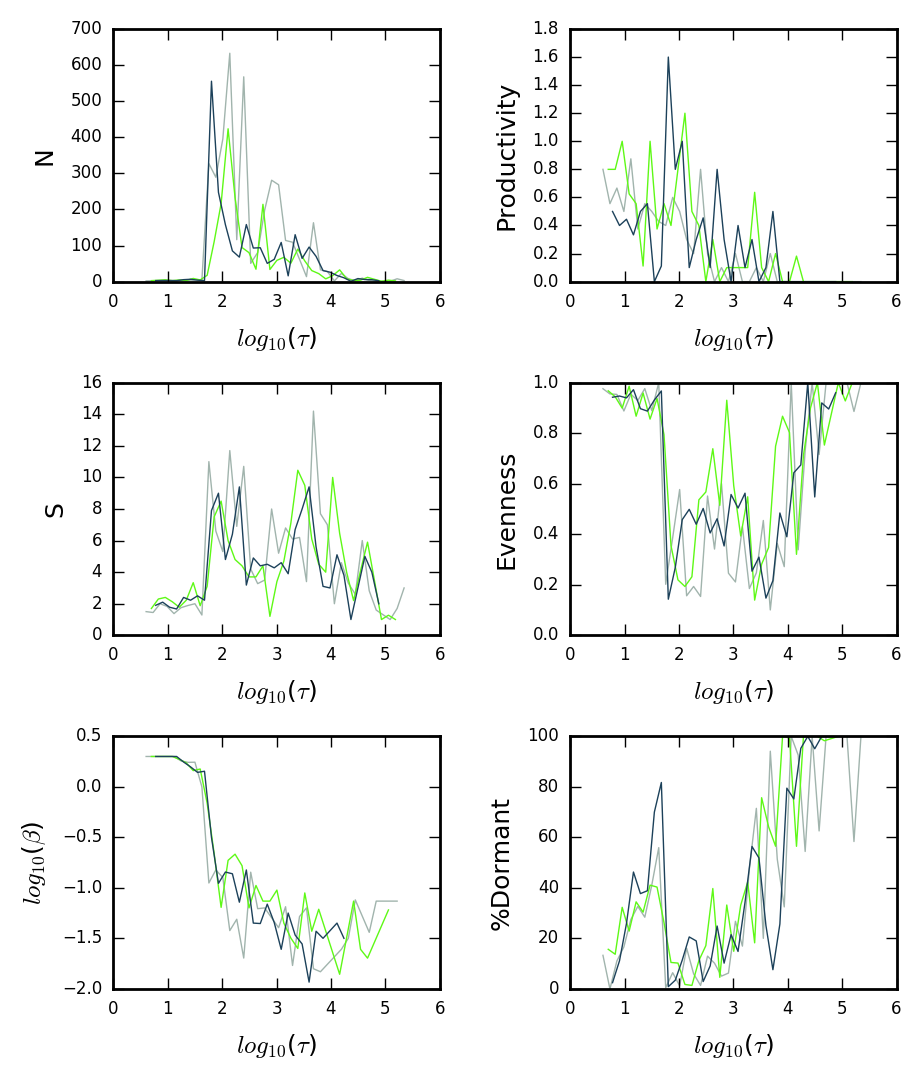 700
600
500
400
300
200
100
0
N
0 1 2 3 4 5 6
log₁₀(τ)
1.8
1.6
1.4
1.2
1.0
0.8
0.6
0.4
0.2
0.0
Productivity
0 1 2 3 4 5 6
log₁₀(τ)
16
14
12
10
8
6
4
2
0
S
0 1 2 3 4 5 6
log₁₀(τ)
1.0
0.8
0.6
0.4
0.2
0.0
Evenness
0 1 2 3 4 5 6
log₁₀(τ)
0.5
0.0
−0.5
−1.0
−1.5
−2.0
log₁₀(β)
0 1 2 3 4 5 6
log₁₀(τ)
100
80
60
40
20
0
%Dormant
0 1 2 3 4 5 6
log₁₀(τ)